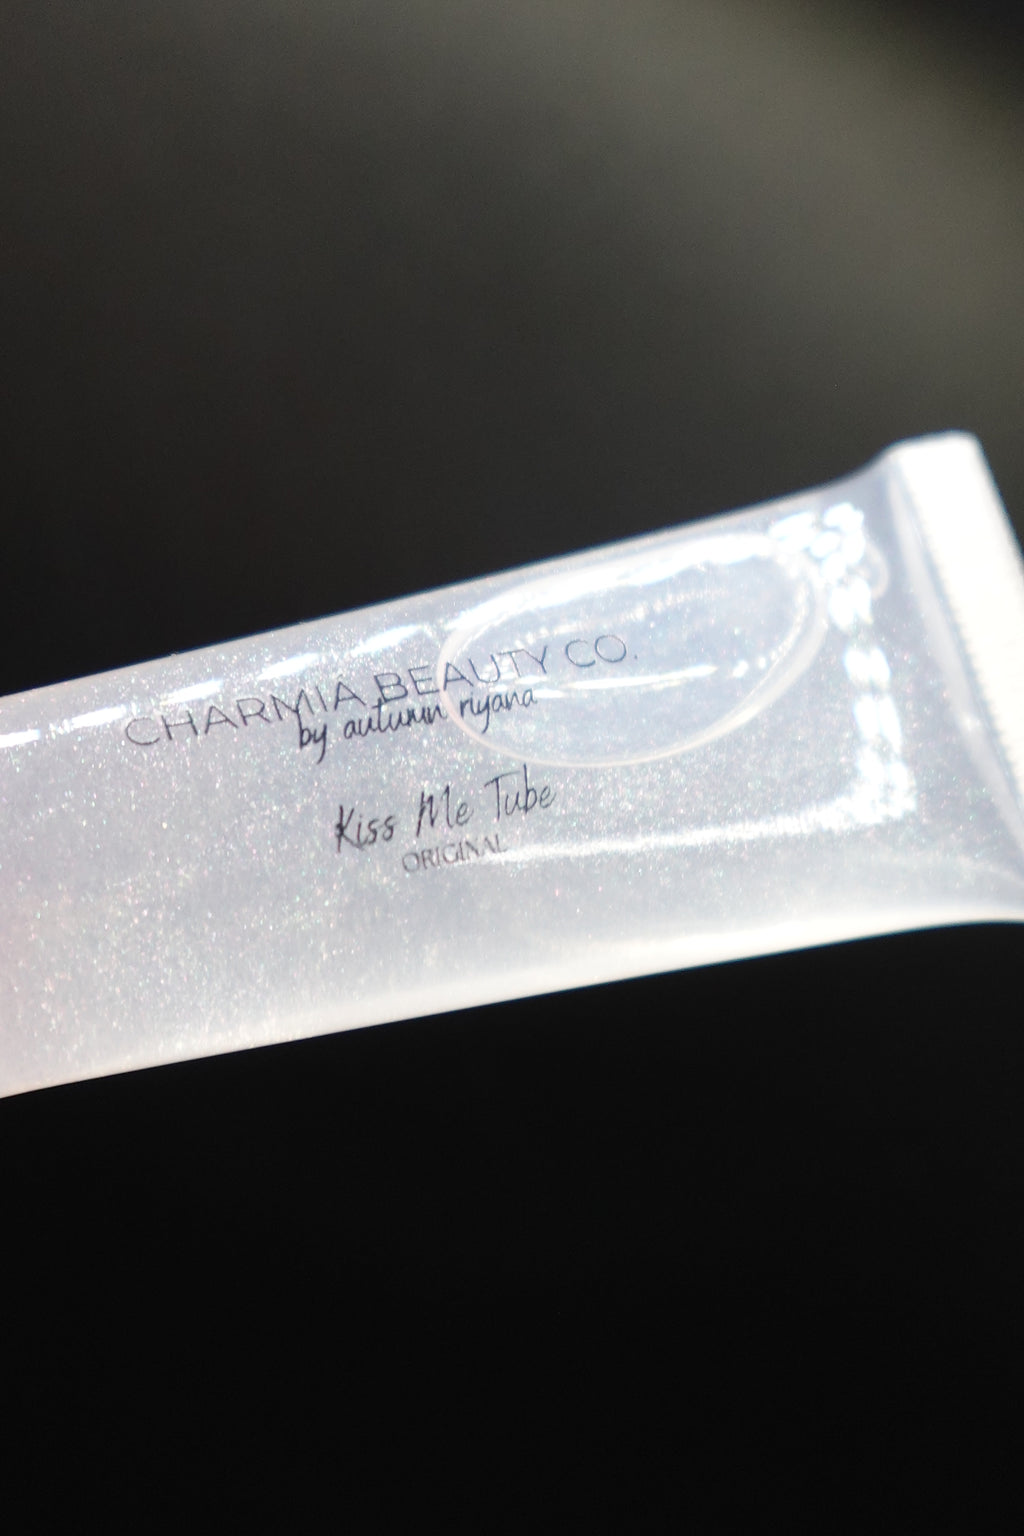 CHARMIA BEAUTY CO.
by autumn riyana
Kiss Me Tube
ORIGINAL